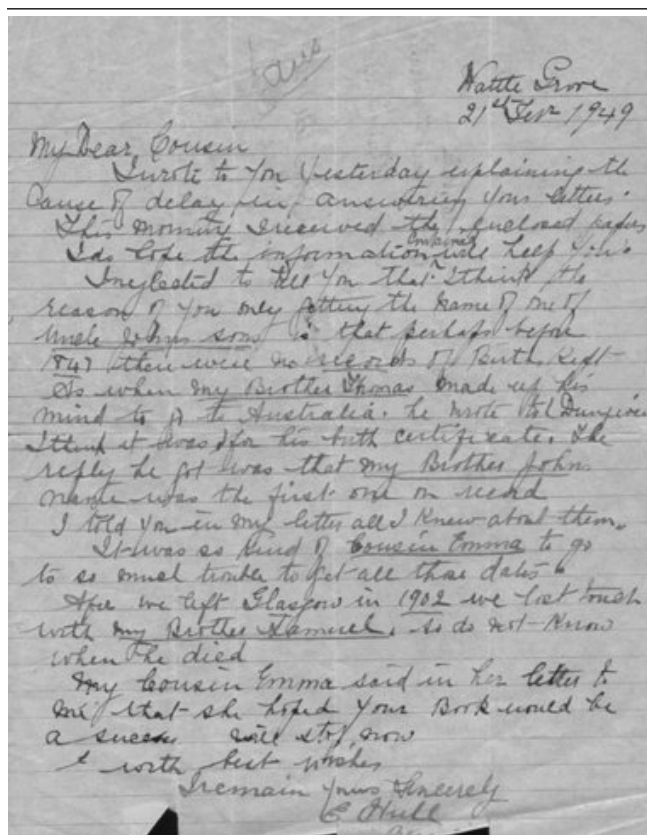 Ans
Wattle Grove
21st Febr 1949
My Dear Cousin
I wrote to you yesterday explaining the
Cause of delay in answering your letters.
This morning I received the enclosed papers
I do hope the information contained will help you.
I neglected to tell you that I think the
reason of you only getting the name of one of
Uncle sons is that perhaps before
1847 there were no records of Birth Kept
As when my Brother Thomas made up his
mind to go to Australia. he wrote to Dungiven
I think it was for his birth certificate. The
reply he got was that my Brother John
name was the first one on record
I told you in my letter all I knew about them.
It was so kind of Cousin Emma to go
to so much trouble to get all those dates
After we left Glasgow in 1902 we lost touch
with my Brother Samuel, so do not know
when he died
My Cousin Emma said in her letter to
me that she hoped your Book would be
a success will stop now
& with best wishes
I remain yours Sincerely
E Hull